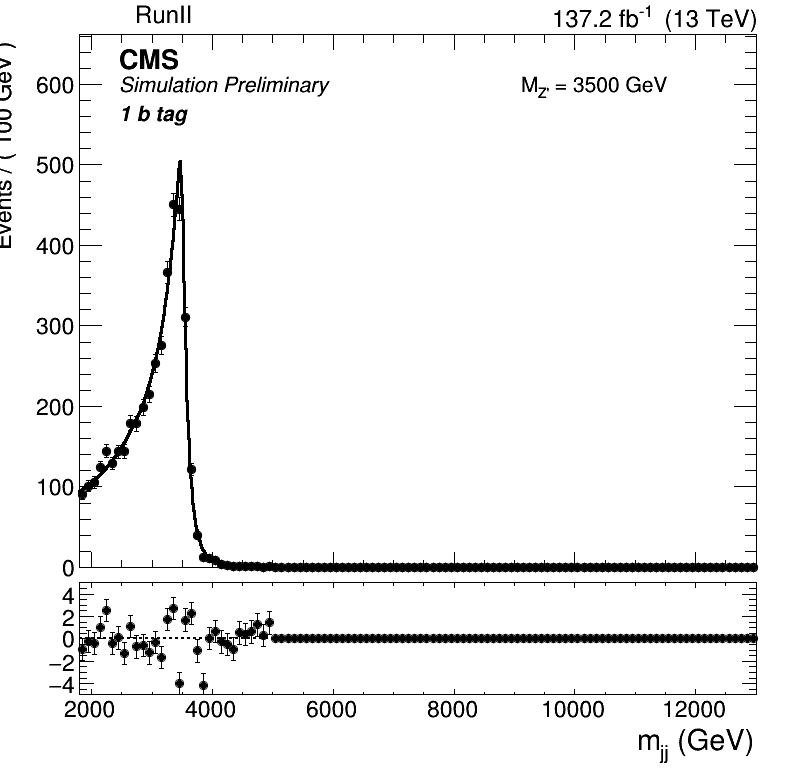 RunII
137.2 fb-1 (13 TeV)
CMS
Simulation Preliminary
MZ' = 3500 GeV
1 b tag
Events / ( 100 GeV )
600
500
400
300
200
100
0
4
2
0
−2
−4
2000 4000 6000 8000 10000 12000
mjj (GeV)